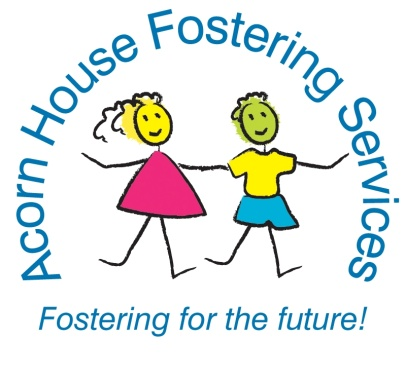 Acorn House Fostering Services
Fostering for the future!